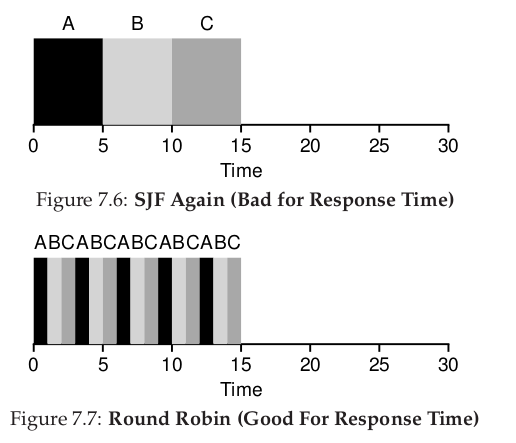 A B C
0 5 10 15 20 25 30
Time
Figure 7.6: SJF Again (Bad for Response Time)
ABCABCABCABCABC
0 5 10 15 20 25 30
Time
Figure 7.7: Round Robin (Good For Response Time)